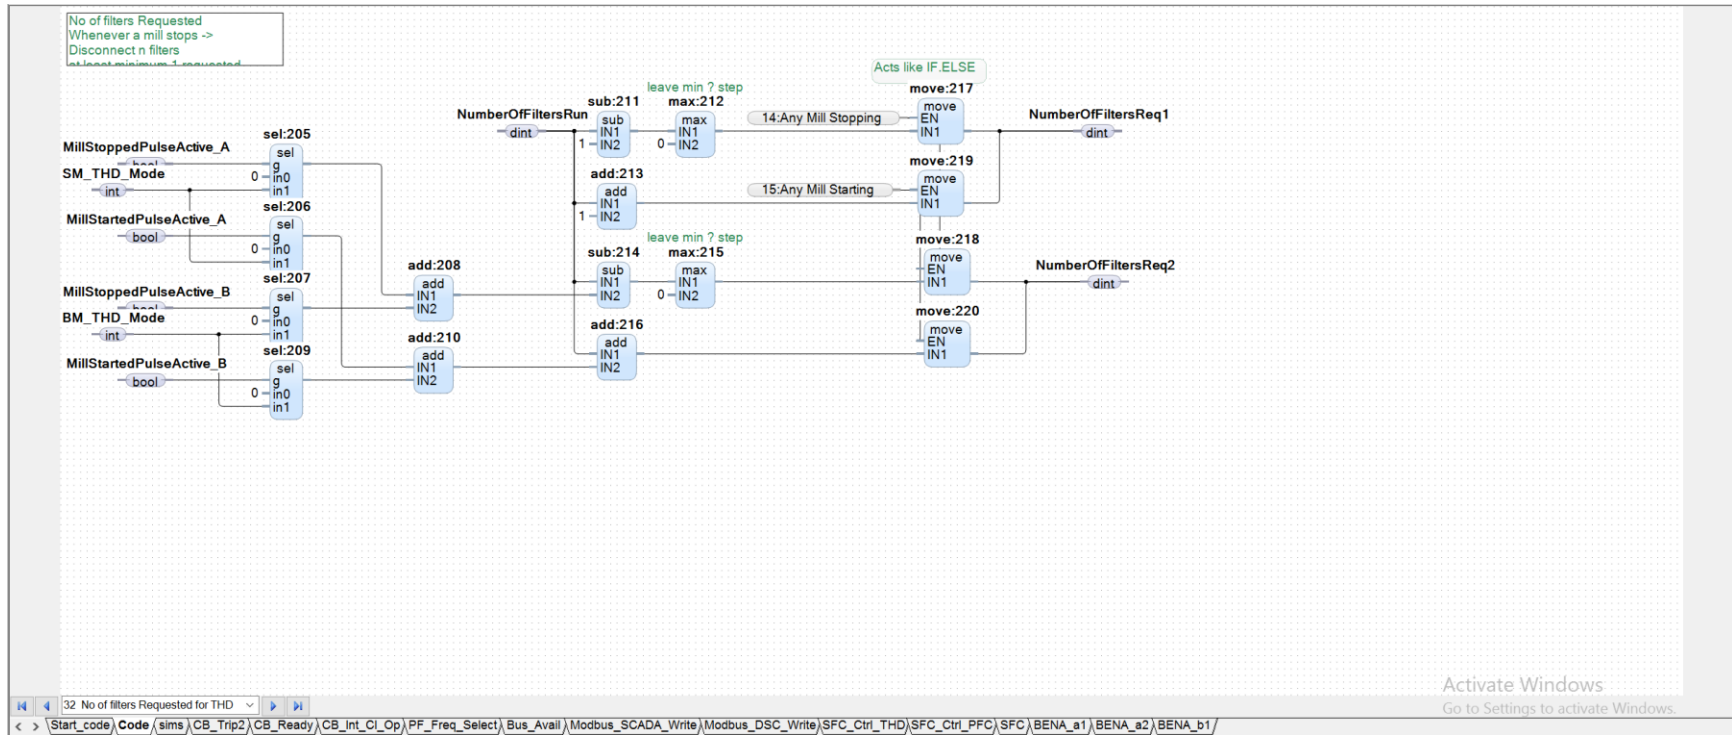 No of filters Requested
Whenever a mill stops ->
Disconnect n filters
at least minimum 1 requested
Acts like IF.ELSE
move:217
move
EN
IN1
leave min ? step
sub:211
sub
IN1
1 IN2
max:212
max
IN1
0 IN2
NumberOfFiltersRun
dint
14:Any Mill Stopping
NumberOfFiltersReq1
dint
sel:205
sel
g
0 in0
in1
MillStoppedPulseActive_A
bool
SM_THD_Mode
int
move:219
move
EN
IN1
add:213
add
IN1
1 IN2
15:Any Mill Starting
sel:206
sel
g
0 in0
in1
MillStartedPulseActive_A
bool
leave min ? step
sub:214
sub
IN1
IN2
max:215
max
IN1
0 IN2
move:218
move
EN
IN1
NumberOfFiltersReq2
dint
sel:207
sel
g
0 in0
in1
MillStoppedPulseActive_B
bool
BM_THD_Mode
int
add:208
add
IN1
IN2
move:220
move
EN
IN1
add:216
add
IN1
IN2
add:210
add
IN1
IN2
sel:209
sel
g
0 in0
in1
MillStartedPulseActive_B
bool
Activate Windows
Go to Settings to activate Windows.
32 No of filters Requested for THD
Start_code Code sims CB_Trip2 CB_Ready CB_Int_Cl_Op PF_Freq_Select Bus_Avail Modbus_SCADA_Write Modbus_DSC_Write SFC_Ctrl_THD SFC_Ctrl_PFC SFC BENA_a1 BENA_a2 BENA_b1